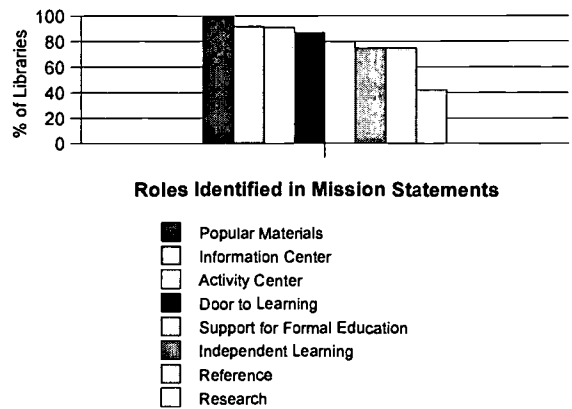 % of Libraries
100
80
60
40
20
0
Roles Identified in Mission Statements
Popular Materials
Information Center
Activity Center
Door to Learning
Support for Formal Education
Independent Learning
Reference
Research